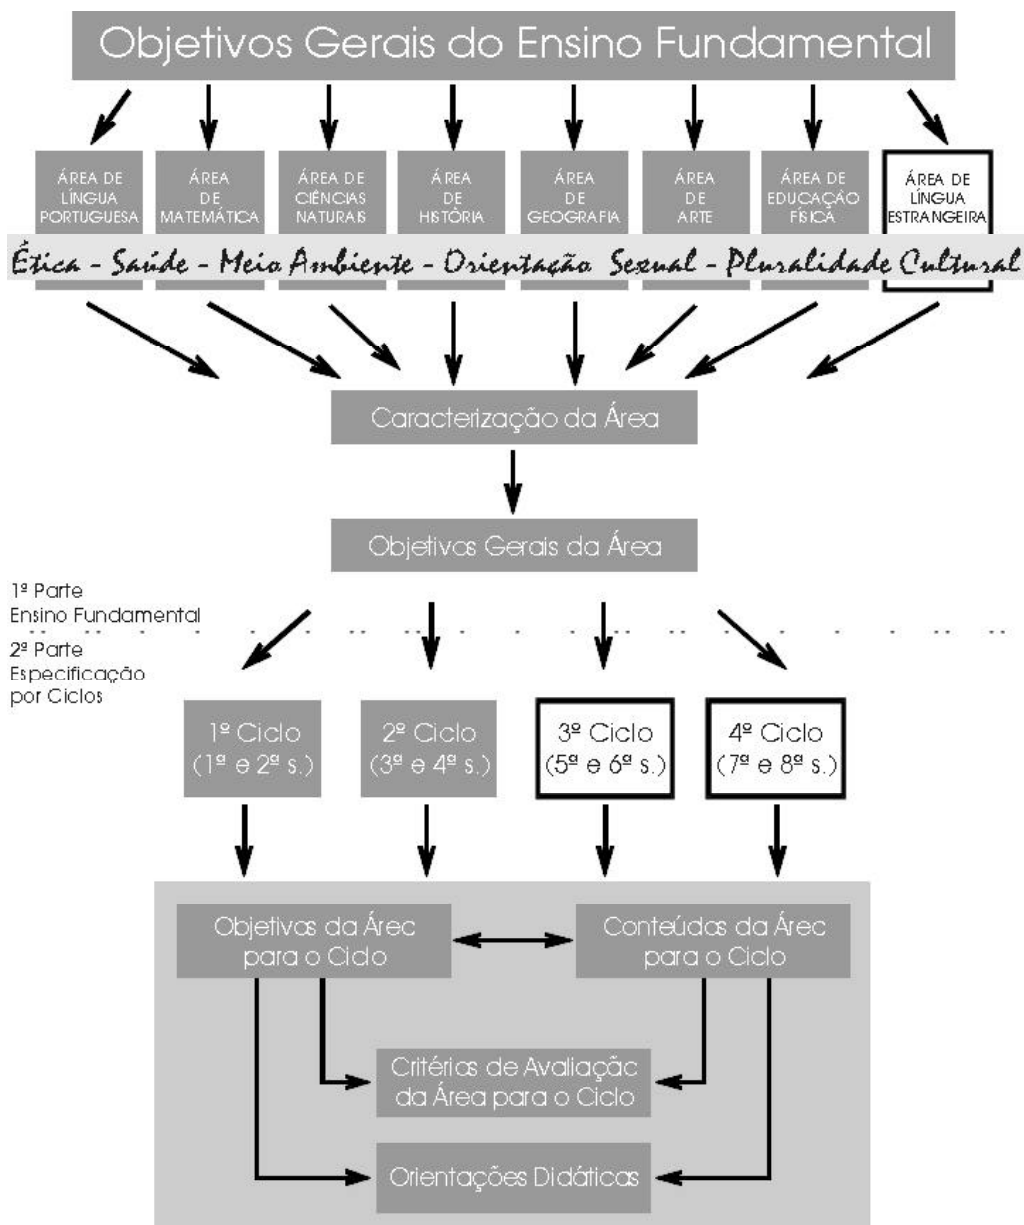 Objetivos Gerais do Ensino Fundamental
ÁREA DE
LÍNGUA
PORTUGUESA
ÁREA
DE
MATEMÁTICA
ÁREA DE
CIÊNCIAS
NATURAIS
ÁREA
DE
HISTÓRIA
ÁREA
DE
GEOGRAFIA
ÁREA
DE
ARTE
ÁREA DE
EDUCAÇÃO
FÍSICA
ÁREA DE
LÍNGUA
ESTRANGEIRA
Ética - Saúde - Meio Ambiente - Orientação Sexual - Pluralidade Cultural
Caracterização da Área
Objetivos Gerais da Área
1ª Parte
Ensino Fundamental
2ª Parte
Especificação
por Ciclos
1º Ciclo
(1ª e 2ª s.)
2º Ciclo
(3ª e 4ª s.)
3º Ciclo
(5ª e 6ª s.)
4º Ciclo
(7ª e 8ª s.)
Objetivos da Área
para o Ciclo
Conteúdos da Área
para o Ciclo
Critérios de Avaliação
da Área para o Ciclo
Orientações Didáticas